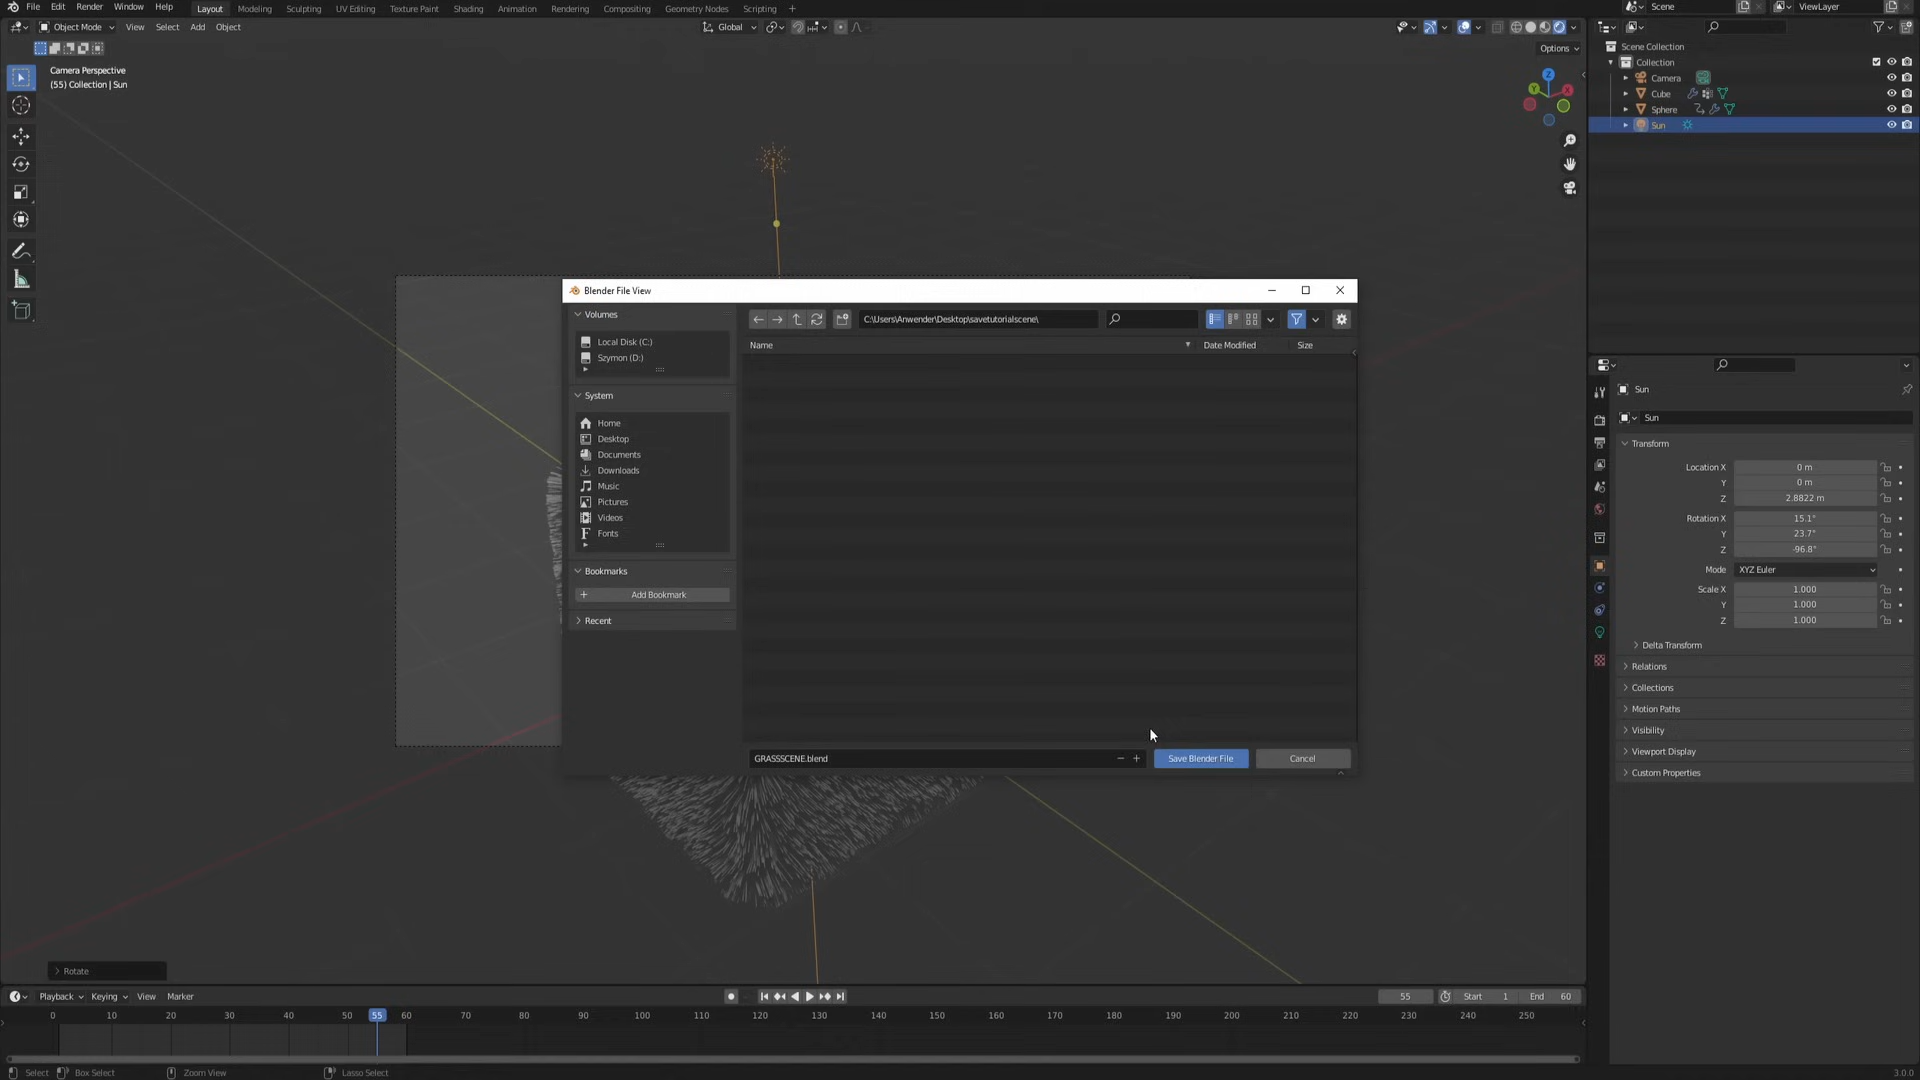 File Edit Render Window Help Layout Modeling Sculpting UV Editing Texture Paint Shading Animation Rendering Compositing Geometry Nodes Scripting + Scene ViewLayer
Object Mode View Select Add Object Global
Options
Camera Perspective
(55) Collection | Sun
Z
Y
X
Scene Collection
Collection
Camera
Cube
Sphere
Sun
Blender File View
Volumes
Local Disk (C:)
Szymon (D:)
System
Home
Desktop
Documents
Downloads
Music
Pictures
Videos
Fonts
Bookmarks
+ Add Bookmark
Recent
C:\Users\Anwender\Desktop\savetutorialscene\
Name Date Modified Size
GRASSSCENE.blend − + Save Blender File Cancel
Sun
Sun
Transform
Location X 0 m
Y 0 m
Z 2.8822 m
Rotation X 15.1°
Y 23.7°
Z -96.8°
Mode XYZ Euler
Scale X 1.000
Y 1.000
Z 1.000
Delta Transform
Relations
Collections
Motion Paths
Visibility
Viewport Display
Custom Properties
Rotate
Playback Keying View Marker 55 Start 1 End 60
0 10 20 30 40 50 55 60 70 80 90 100 110 120 130 140 150 160 170 180 190 200 210 220 230 240 250
Select Box Select Zoom View Lasso Select 3.0.0